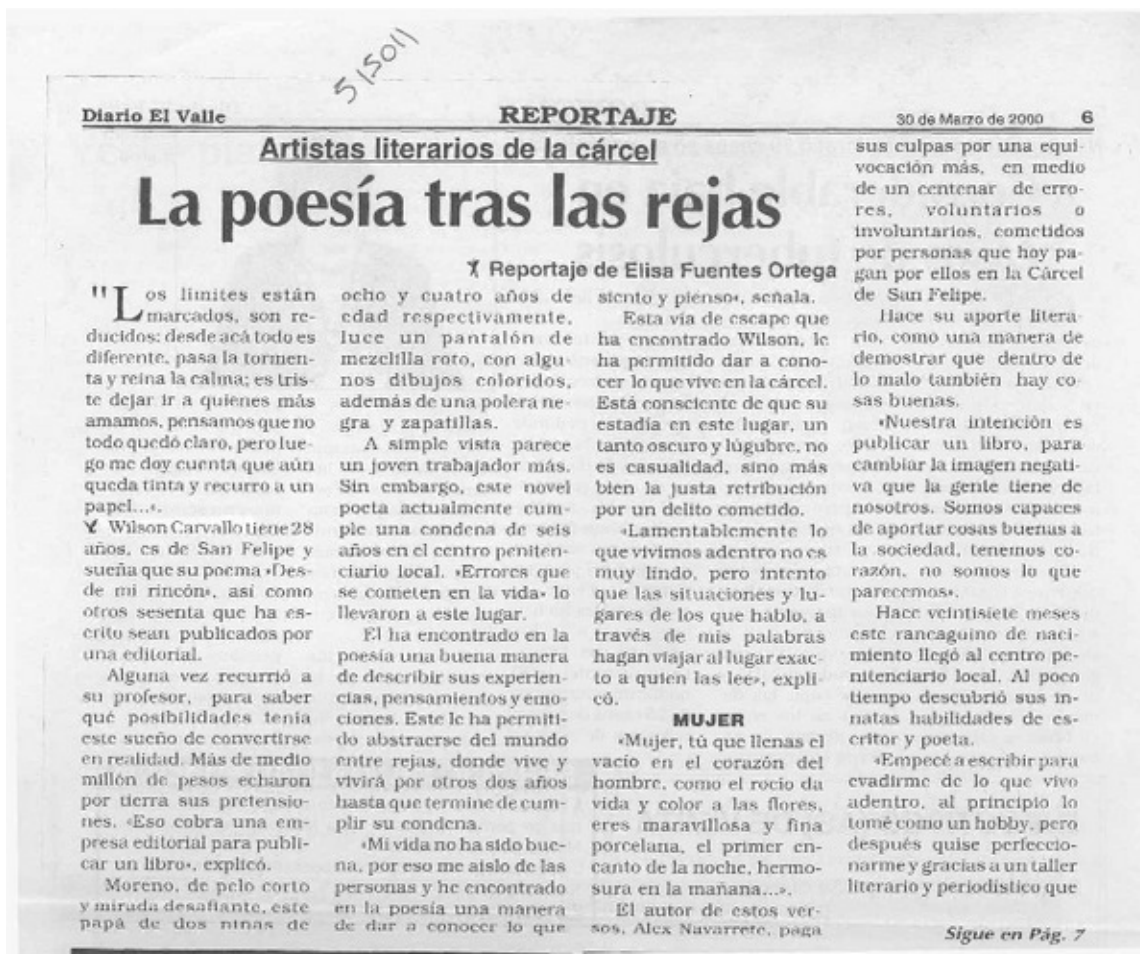 515011
Diario El Valle
REPORTAJE
30 de Marzo de 2000
6
Artistas literarios de la cárcel
La poesía tras las rejas
Reportaje de Elisa Fuentes Ortega
"Los limites están
marcados, son re-
ducidos; desde acá todo es
diferente, pasa la tormen-
ta y reina la calma; es tris-
te dejar ir a quienes más
amamos, pensamos que no
todo quedó claro, pero lue-
go me doy cuenta que aún
queda tinta y recurro a un
papel...«.
Wilson Carvallo tiene 28
años, es de San Felipe y
sueña que su poema »Des-
de mi rincón«, así como
otros sesenta que ha es-
crito sean publicados por
una editorial.
Alguna vez recurrió a
su profesor, para saber
qué posibilidades tenía
este sueño de convertirse
en realidad. Más de medio
millón de pesos echaron
por tierra sus pretensio-
nes. «Eso cobra una em-
presa editorial para publi-
car un libro», explicó.
Moreno, de pelo corto
y mirada desafiante, este
papá de dos niñas de
ocho y cuatro años de
edad respectivamente,
luce un pantalón de
mezclilla roto, con algu-
nos dibujos coloridos,
además de una polera ne-
gra y zapatillas.
A simple vista parece
un joven trabajador más.
Sin embargo, este novel
poeta actualmente cum-
ple una condena de seis
años en el centro peniten-
ciario local. «Errores que
se cometen en la vida» lo
llevaron a este lugar.
El ha encontrado en la
poesía una buena manera
de describir sus experien-
cias, pensamientos y emo-
ciones. Este le ha permiti-
do abstraerse del mundo
entre rejas, donde vive y
vivirá por otros dos años
hasta que termine de cum-
plir su condena.
«Mi vida no ha sido bue-
na, por eso me aislo de las
personas y he encontrado
en la poesía una manera
de dar a conocer lo que
siento y pienso«, señala.
Esta vía de escape que
ha encontrado Wilson, le
ha permitido dar a cono-
cer lo que vive en la cárcel.
Está consciente de que su
estadía en este lugar, un
tanto oscuro y lúgubre, no
es casualidad, sino más
bien la justa retribución
por un delito cometido.
«Lamentablemente lo
que vivimos adentro no es
muy lindo, pero intento
que las situaciones y lu-
gares de los que hablo, a
través de mis palabras
hagan viajar al lugar exac-
to a quien las lee», expli-
có.
MUJER
«Mujer, tú que llenas el
vacío en el corazón del
hombre, como el rocío da
vida y color a las flores,
eres maravillosa y fina
porcelana, el primer en-
canto de la noche, hermo-
sura en la mañana...».
El autor de estos ver-
sos, Alex Navarrete, paga
sus culpas por una equi-
vocación más, en medio
de un centenar de erro-
res, voluntarios o
involuntarios, cometidos
por personas que hoy pa-
gan por ellos en la Cárcel
de San Felipe.
Hace su aporte litera-
rio, como una manera de
demostrar que dentro de
lo malo también hay co-
sas buenas.
«Nuestra intención es
publicar un libro, para
cambiar la imagen negati-
va que la gente tiene de
nosotros. Somos capaces
de aportar cosas buenas a
la sociedad, tenemos co-
razón, no somos lo que
parecemos«.
Hace veintisiete meses
este rancaguino de naci-
miento llegó al centro pe-
nitenciario local. Al poco
tiempo descubrió sus in-
natas habilidades de es-
critor y poeta.
«Empecé a escribir para
evadirme de lo que vivo
adentro, al principio lo
tomé como un hobby, pero
después quise perfeccio-
narme y gracias a un taller
literario y periodístico que
Sigue en Pág. 7